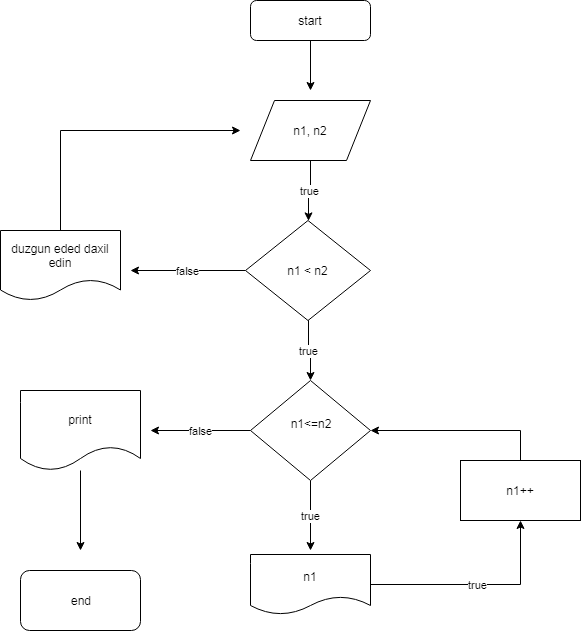 start
n1, n2
true
duzgun eded daxil
edin
false
n1 < n2
true
print
false
n1<=n2
n1++
true
n1
true
end